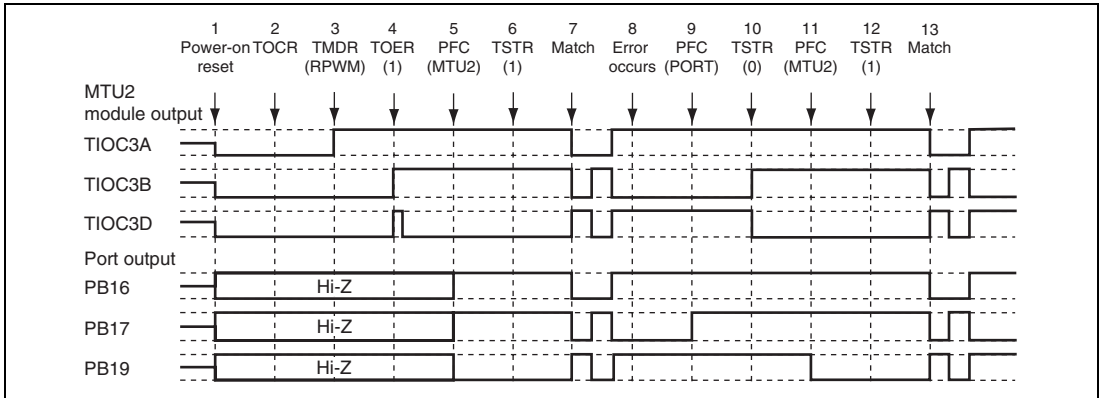 1 2 3 4 5 6 7 8 9 10 11 12 13
Power-on TOCR TMDR TOER PFC TSTR Match Error PFC TSTR PFC TSTR Match
reset (RPWM) (1) (MTU2) (1) occurs (PORT) (0) (MTU2) (1)
MTU2
module output
TIOC3A
TIOC3B
TIOC3D
Port output
PB16 Hi-Z
PB17 Hi-Z
PB19 Hi-Z